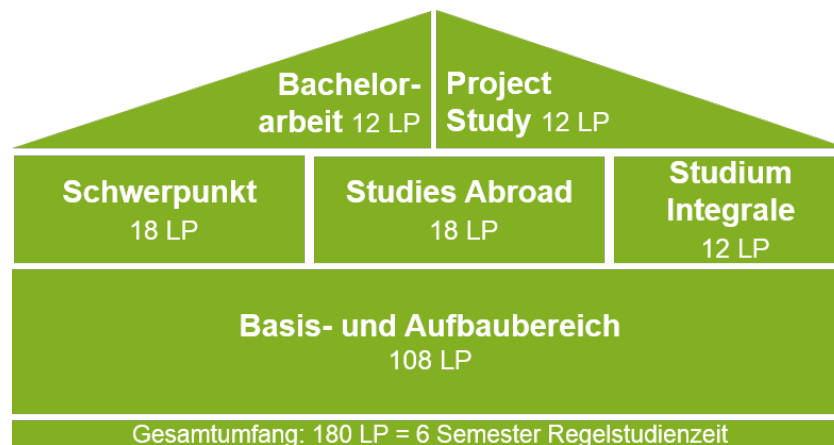 Bachelor-
arbeit 12 LP
Project
Study 12 LP
Schwerpunkt
18 LP
Studies Abroad
18 LP
Studium
Integrale
12 LP
Basis- und Aufbaubereich
108 LP
Gesamtumfang: 180 LP = 6 Semester Regelstudienzeit